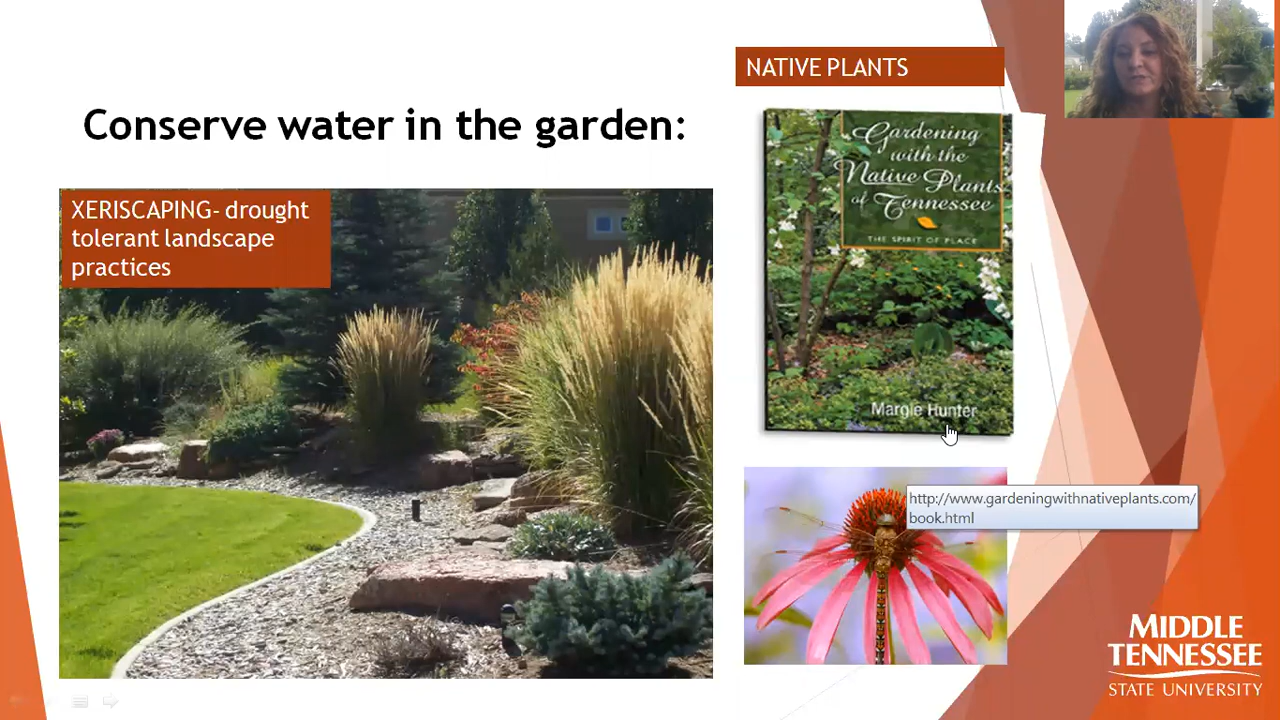 NATIVE PLANTS
Conserve water in the garden:
XERISCAPING- drought
tolerant landscape
practices
Gardening
with the
Native Plants
of Tennessee
THE SPIRIT OF PLACE
Margie Hunter
http://www.gardeningwithnativeplants.com/
book.html
MIDDLE
TENNESSEE
STATE UNIVERSITY